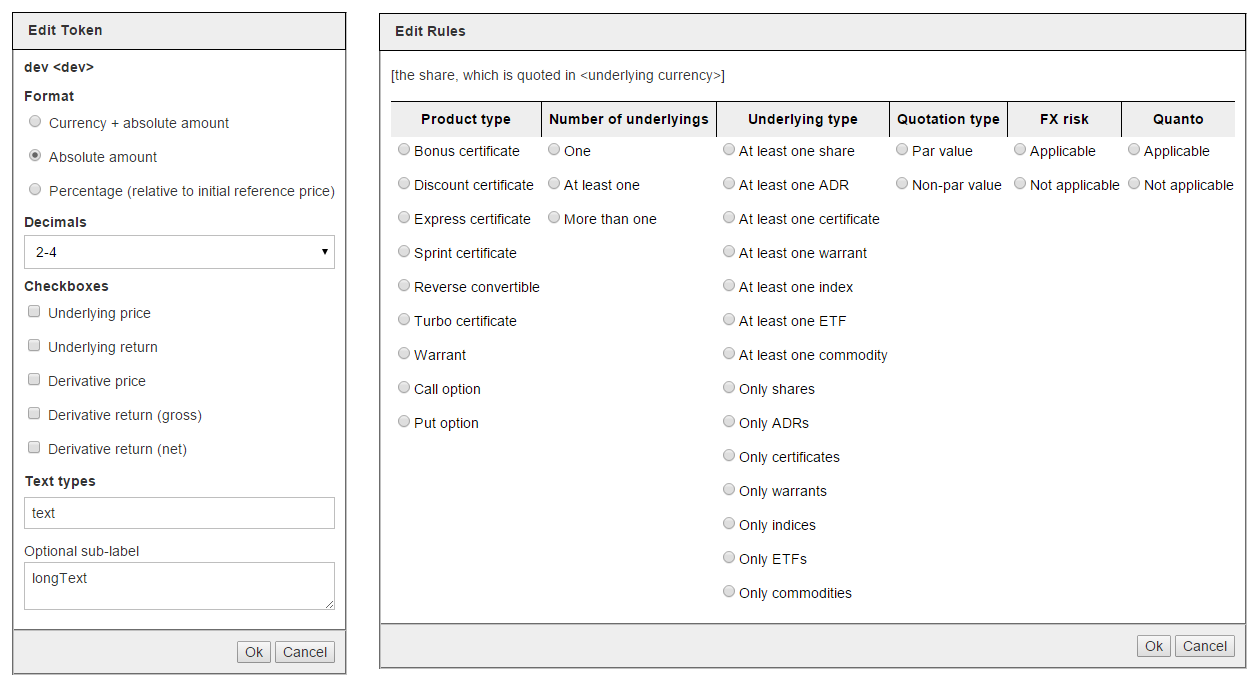 Edit Token
dev <dev>
Format
Currency + absolute amount
Absolute amount
Percentage (relative to initial reference price)
Decimals
2-4
Checkboxes
Underlying price
Underlying return
Derivative price
Derivative return (gross)
Derivative return (net)
Text types
text
Optional sub-label
longText
Ok Cancel
Edit Rules
[the share, which is quoted in <underlying currency>]
Product type Number of underlyings Underlying type Quotation type FX risk Quanto
Bonus certificate One At least one share Par value Applicable Applicable
Discount certificate At least one At least one ADR Non-par value Not applicable Not applicable
Express certificate More than one At least one certificate
Sprint certificate At least one warrant
Reverse convertible At least one index
Turbo certificate At least one ETF
Warrant At least one commodity
Call option Only shares
Put option Only ADRs
Only certificates
Only warrants
Only indices
Only ETFs
Only commodities
Ok Cancel